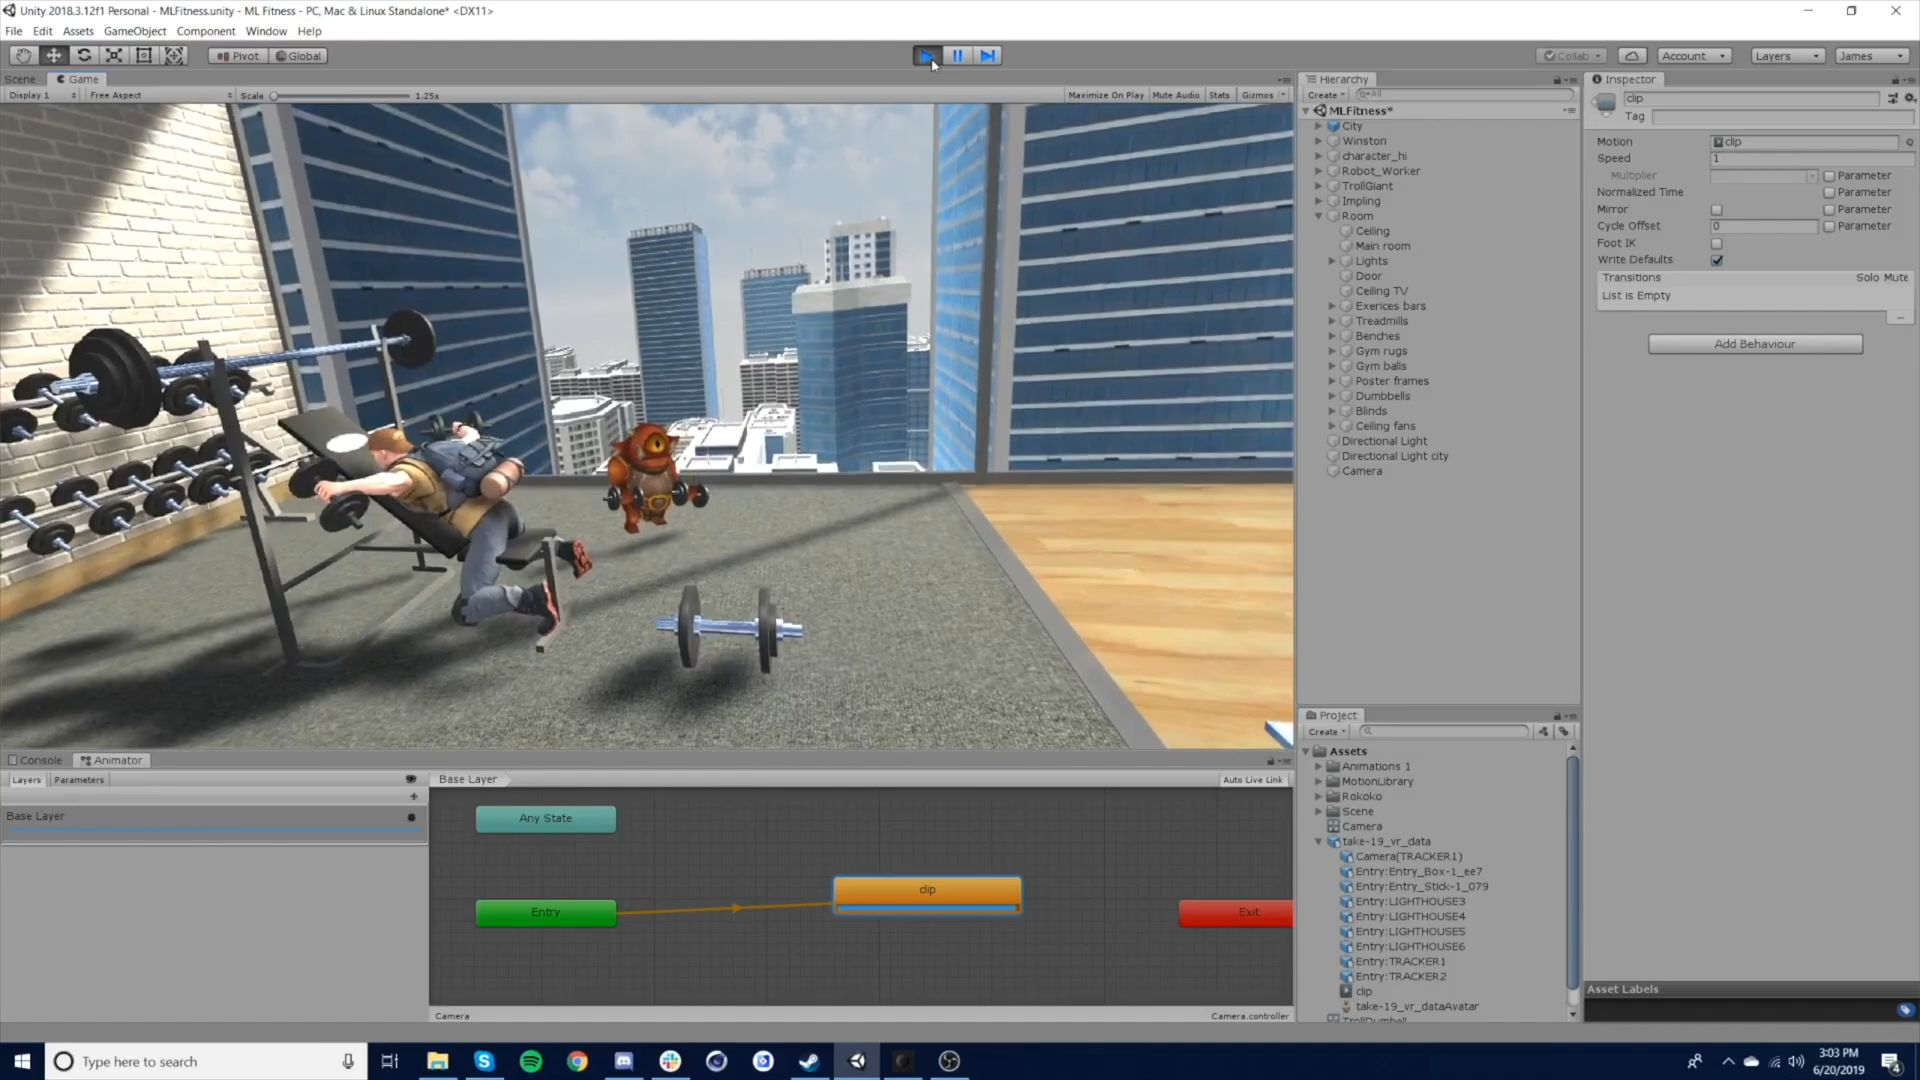 Unity 2018.3.12f1 Personal - MLFitness.unity - ML Fitness - PC, Mac & Linux Standalone* <DX11>
File Edit Assets GameObject Component Window Help
Pivot Global Collab Account Layers James
Scene Game
Display 1 Free Aspect Scale 1.25x Maximize On Play Mute Audio Stats Gizmos
Hierarchy
Create All
MLFitness*
City
Winston
character_hi
Robot_Worker
TrollGiant
Impling
Room
Ceiling
Main room
Lights
Door
Ceiling TV
Exerices bars
Treadmills
Benches
Gym rugs
Gym balls
Poster frames
Dumbbells
Blinds
Ceiling fans
Directional Light
Directional Light city
Camera
Inspector
clip
Tag
Motion clip
Speed 1
Multiplier Parameter
Normalized Time Parameter
Mirror Parameter
Cycle Offset 0 Parameter
Foot IK
Write Defaults
Transitions Solo Mute
List is Empty
Add Behaviour
Project
Create
Assets
Animations 1
MotionLibrary
Rokoko
Scene
Camera
take-19_vr_data
Camera(TRACKER1)
Entry:Entry_Box-1_ee7
Entry:Entry_Stick-1_079
Entry:LIGHTHOUSE3
Entry:LIGHTHOUSE4
Entry:LIGHTHOUSE5
Entry:LIGHTHOUSE6
Entry:TRACKER1
Entry:TRACKER2
clip
take-19_vr_dataAvatar
TrollDumbell
Asset Labels
Console Animator
Layers Parameters
Base Layer
Base Layer Auto Live Link
Any State
Entry
clip
Exit
Camera Camera.controller
Type here to search
3:03 PM
6/20/2019
4